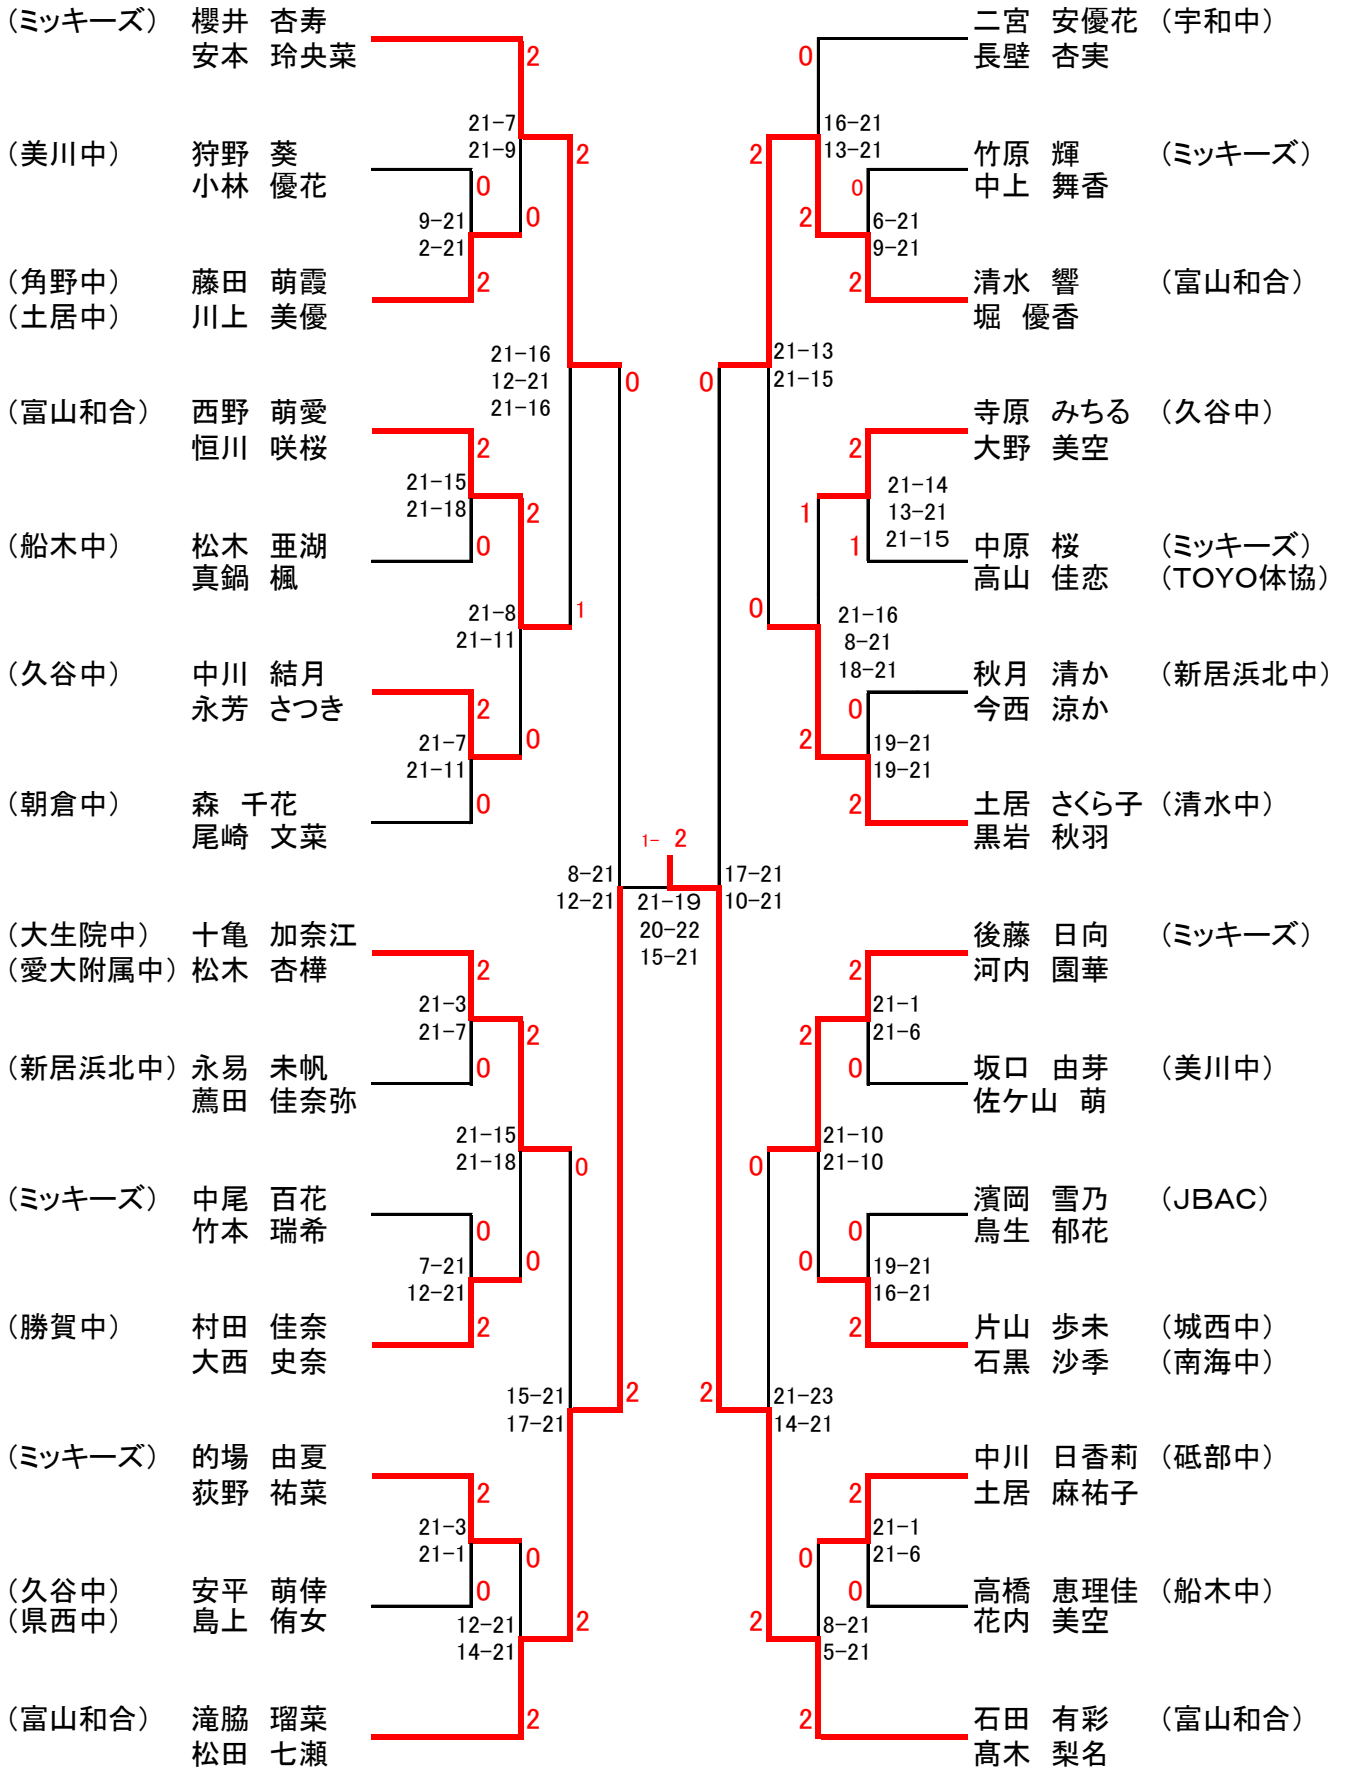 （ミッキーズ） 櫻井 杏寿
安本 玲央菜
2
21-7
21-9
2
（美川中） 狩野 葵
小林 優花
0
9-21
2-21
0
（角野中） 藤田 萌霞
（土居中） 川上 美優
2
21-16
12-21
21-16
0
（富山和合） 西野 萌愛
恒川 咲桜
2
21-15
21-18
2
（船木中） 松木 亜湖
真鍋 楓
0
21-8
21-11
1
（久谷中） 中川 結月
永芳 さつき
2
21-7
21-11
0
（朝倉中） 森 千花
尾崎 文菜
0
8-21
12-21
（大生院中） 十亀 加奈江
（愛大附属中） 松木 杏樺
2
21-3
21-7
2
（新居浜北中） 永易 未帆
薦田 佳奈弥
0
21-15
21-18
0
（ミッキーズ） 中尾 百花
竹本 瑞希
0
7-21
12-21
0
（勝賀中） 村田 佳奈
大西 史奈
2
15-21
17-21
2
（ミッキーズ） 的場 由夏
荻野 祐菜
2
21-3
21-1
0
（久谷中） 安平 萌倖
（県西中） 島上 侑女
0
12-21
14-21
2
（富山和合） 滝脇 瑠菜
松田 七瀬
2
1- 2
21-19
20-22
15-21
二宮 安優花 （宇和中）
長壁 杏実
0
16-21
13-21
2
竹原 輝 （ミッキーズ）
中上 舞香
0
6-21
9-21
2
清水 響 （富山和合）
堀 優香
2
21-13
21-15
0
寺原 みちる （久谷中）
大野 美空
2
21-14
13-21
21-15
1
中原 桜 （ミッキーズ）
高山 佳恋 （TOYO体協）
1
21-16
8-21
18-21
0
秋月 清か （新居浜北中）
今西 涼か
0
19-21
19-21
2
土居 さくら子 （清水中）
黒岩 秋羽
2
17-21
10-21
後藤 日向 （ミッキーズ）
河内 園華
2
21-1
21-6
2
坂口 由芽 （美川中）
佐ケ山 萌
0
21-10
21-10
0
濱岡 雪乃 （JBAC）
鳥生 郁花
0
19-21
16-21
0
片山 歩未 （城西中）
石黒 沙季 （南海中）
2
21-23
14-21
2
中川 日香莉 （砥部中）
土居 麻祐子
2
21-1
21-6
0
高橋 恵理佳 （船木中）
花内 美空
0
8-21
5-21
2
石田 有彩 （富山和合）
髙木 梨名
2